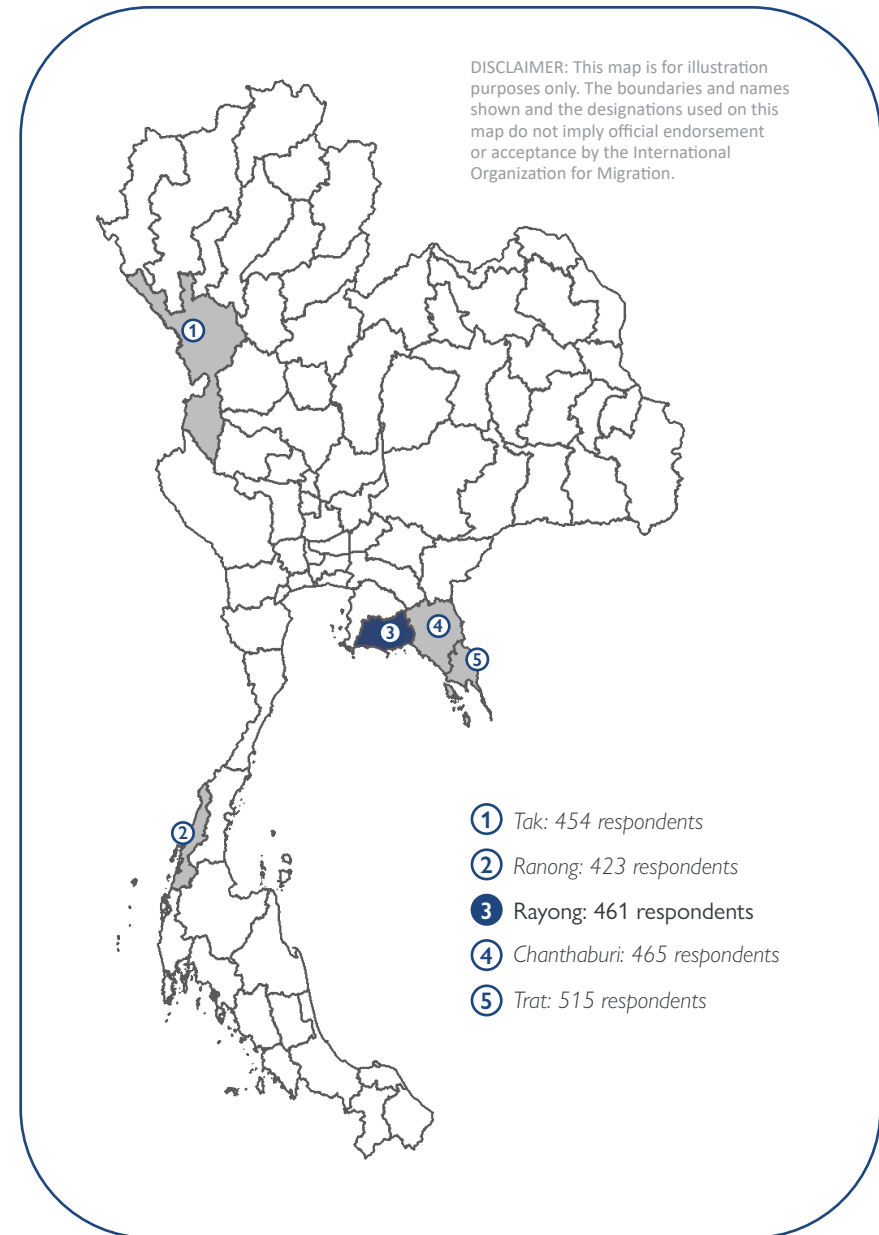 DISCLAIMER: This map is for illustration
purposes only. The boundaries and names
shown and the designations used on this
map do not imply official endorsement
or acceptance by the International
Organization for Migration.
1
4
3
5
2
1 Tak: 454 respondents
2 Ranong: 423 respondents
3 Rayong: 461 respondents
4 Chanthaburi: 465 respondents
5 Trat: 515 respondents